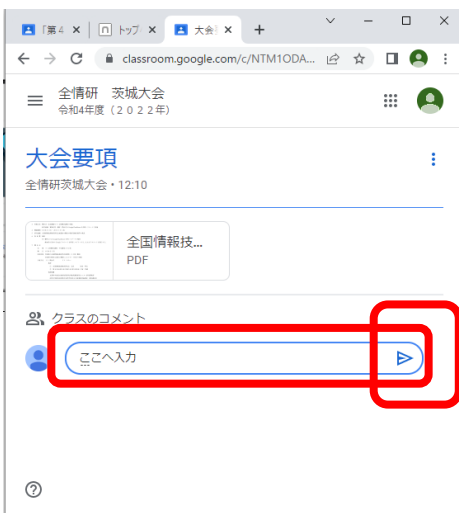 「第4
トップ
大会
classroom.google.com/c/NTM1ODA...
全情研 茨城大会
令和4年度（２０２２年）
大会要項
全情研茨城大会・12:10
全国情報技...
PDF
クラスのコメント
ここへ入力